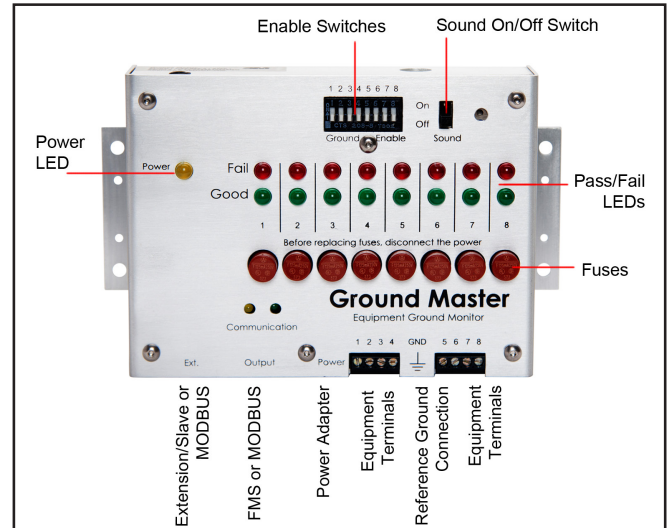 Enable Switches
Sound On/Off Switch
1 2 3 4 5 6 7 8
On
Off
Ground Enable
Sound
Power
LED
Power
Fail
Good
Pass/Fail
LEDs
1 2 3 4 5 6 7 8
Before replacing fuses, disconnect the power
Fuses
Ground Master
Equipment Ground Monitor
Communication
1 2 3 4 GND 5 6 7 8
Ext. Output Power
Extension/Slave or
MODBUS
FMS or MODBUS
Power Adapter
Equipment
Terminals
Reference Ground
Connection
Equipment
Terminals